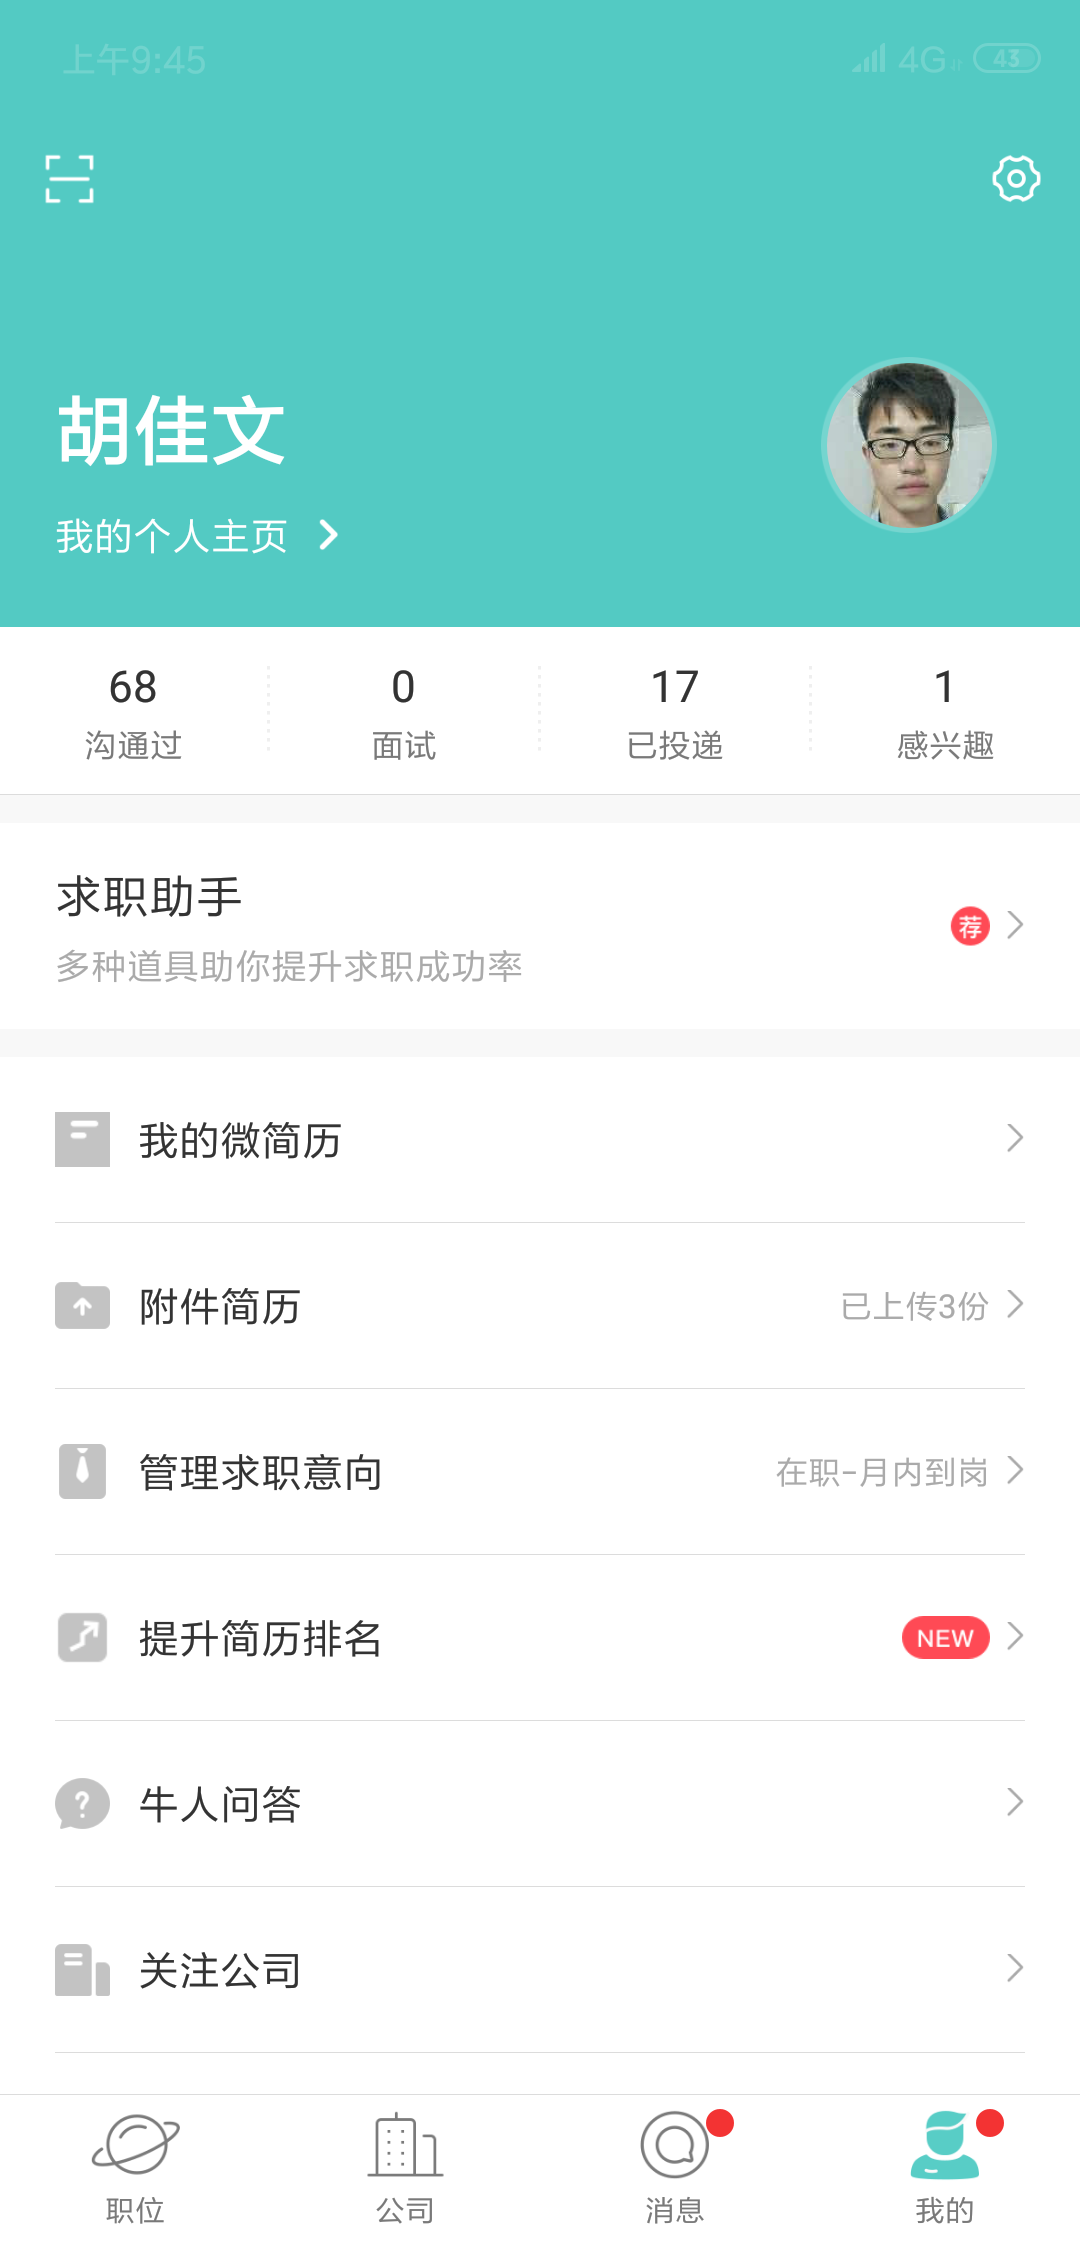 上午9:45
4G
43
胡佳文
我的个人主页
68
0
17
1
沟通过
面试
已投递
感兴趣
求职助手
荐
多种道具助你提升求职成功率
我的微简历
附件简历
已上传3份
管理求职意向
在职-月内到岗
提升简历排名
NEW
牛人问答
关注公司
职位
公司
消息
我的